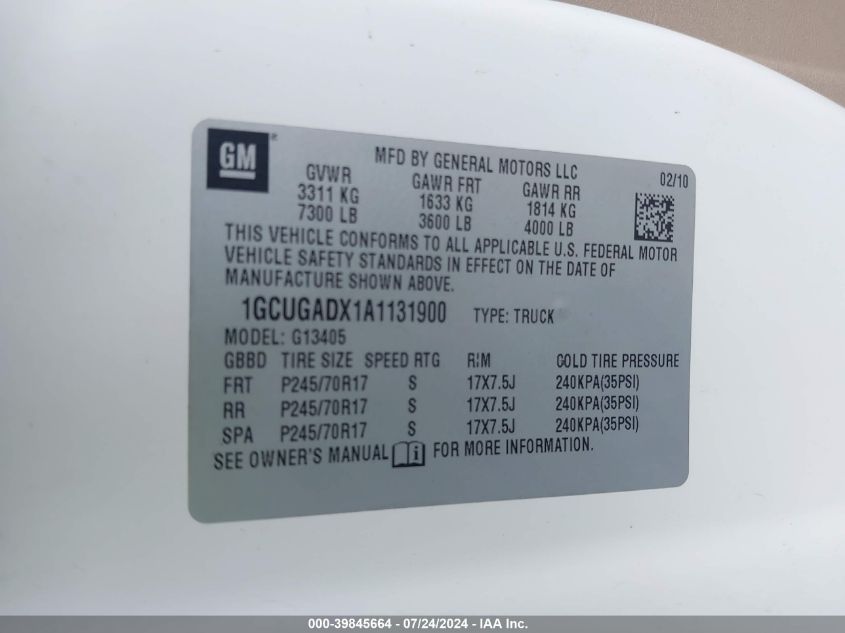 GM
MFD BY GENERAL MOTORS LLC
02/10
GVWR GAWR FRT GAWR RR
3311 KG 1633 KG 1814 KG
7300 LB 3600 LB 4000 LB
THIS VEHICLE CONFORMS TO ALL APPLICABLE U.S. FEDERAL MOTOR
VEHICLE SAFETY STANDARDS IN EFFECT ON THE DATE OF
MANUFACTURE SHOWN ABOVE.
1GCUGADX1A1131900 TYPE: TRUCK
MODEL: G13405
GBBD TIRE SIZE SPEED RTG RIM COLD TIRE PRESSURE
FRT P245/70R17 S 17X7.5J 240KPA(35PSI)
RR P245/70R17 S 17X7.5J 240KPA(35PSI)
SPA P245/70R17 S 17X7.5J 240KPA(35PSI)
SEE OWNER'S MANUAL i FOR MORE INFORMATION.
000-39845664 / 07/24/2024 - IAA Inc.